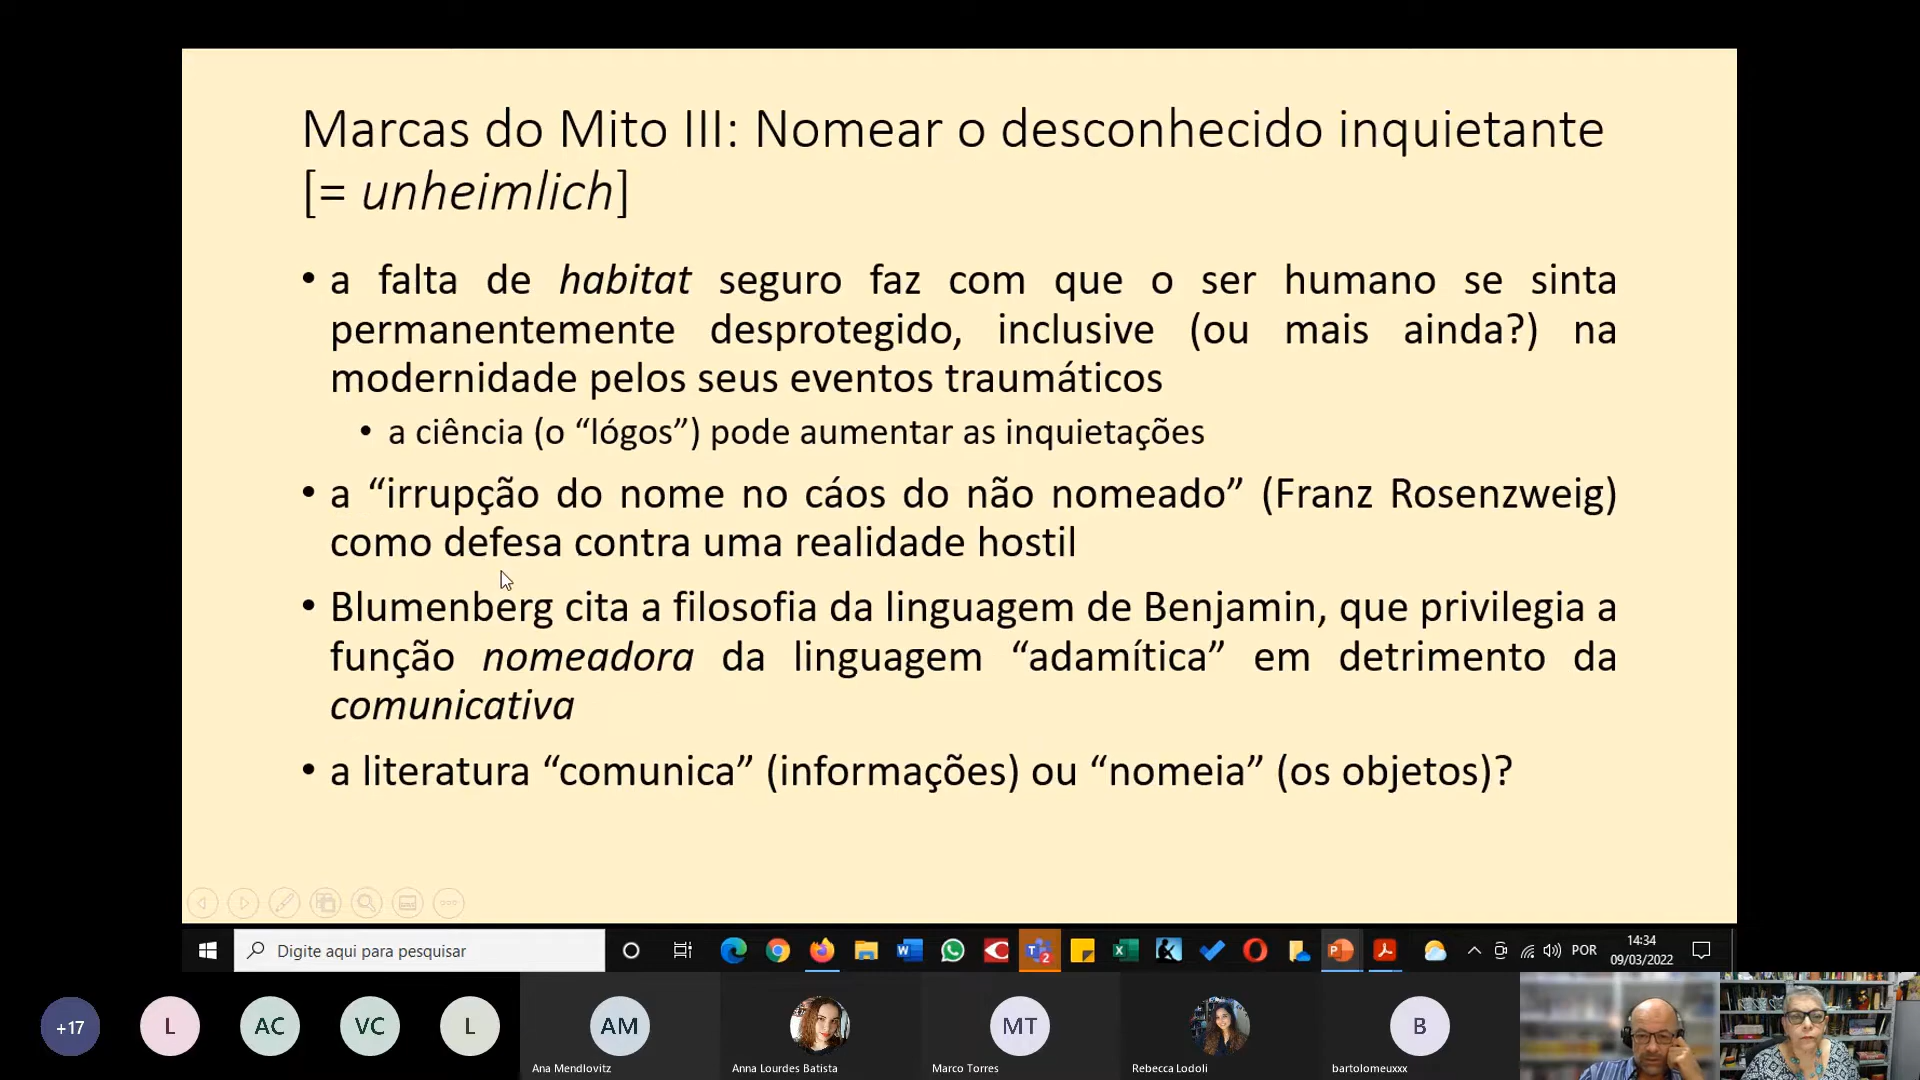 Marcas do Mito III: Nomear o desconhecido inquietante
[= unheimlich]
• a falta de habitat seguro faz com que o ser humano se sinta
permanentemente desprotegido, inclusive (ou mais ainda?) na
modernidade pelos seus eventos traumáticos
• a ciência (o “lógos”) pode aumentar as inquietações
• a “irrupção do nome no cáos do não nomeado” (Franz Rosenzweig)
como defesa contra uma realidade hostil
• Blumenberg cita a filosofia da linguagem de Benjamin, que privilegia a
função nomeadora da linguagem “adamítica” em detrimento da
comunicativa
• a literatura “comunica” (informações) ou “nomeia” (os objetos)?
Digite aqui para pesquisar
POR
14:34
09/03/2022
+17
L
AC
VC
L
AM
MT
B
Ana Mendlovitz
Anna Lourdes Batista
Marco Torres
Rebecca Lodoli
bartolomeuxxx